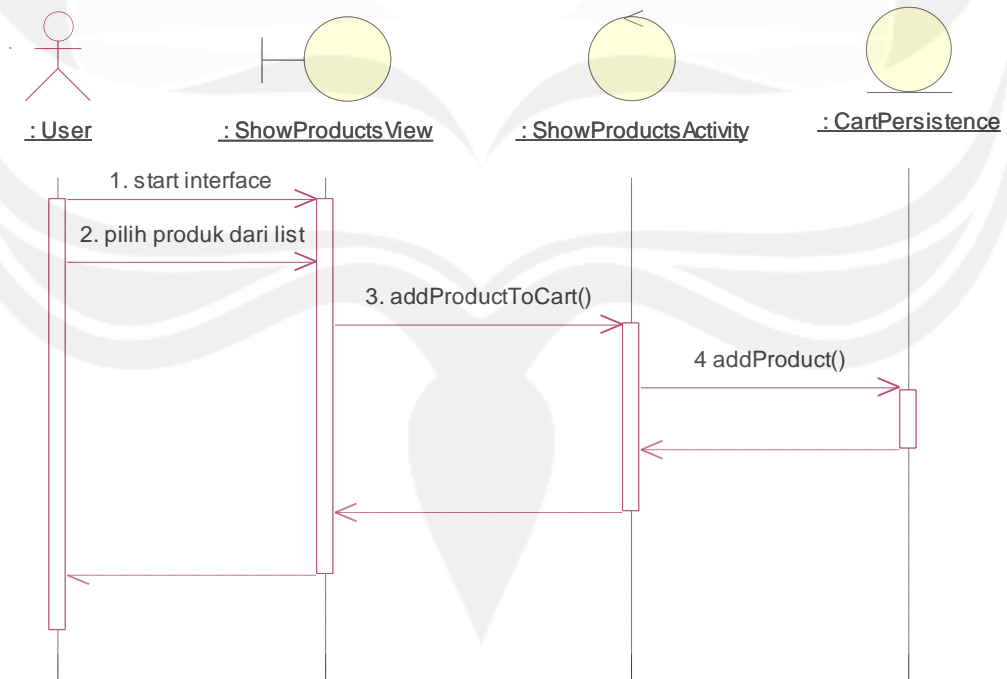 : User
: ShowProductsView
: ShowProductsActivity
: CartPersistence
1. start interface
2. pilih produk dari list
3. addProductToCart()
4 addProduct()